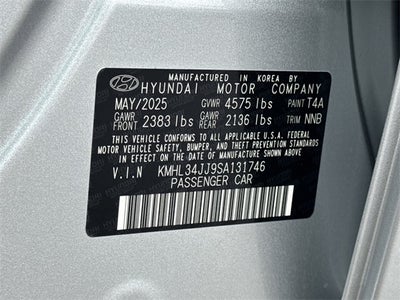 MANUFACTURED IN KOREA BY
HYUNDAI MOTOR COMPANY
MAY/2025 GVWR 4575 lbs PAINT T4A
GAWR FRONT 2383 lbs GAWR REAR 2136 lbs TRIM NNB
THIS VEHICLE CONFORMS TO ALL APPLICABLE U.S.A. FEDERAL
MOTOR VEHICLE SAFETY, BUMPER, AND THEFT PREVENTION
STANDARDS IN EFFECT ON THE DATE OF MANUFACTURE SHOWN ABOVE.
V.I.N KMHL34JJ9SA131746
PASSENGER CAR